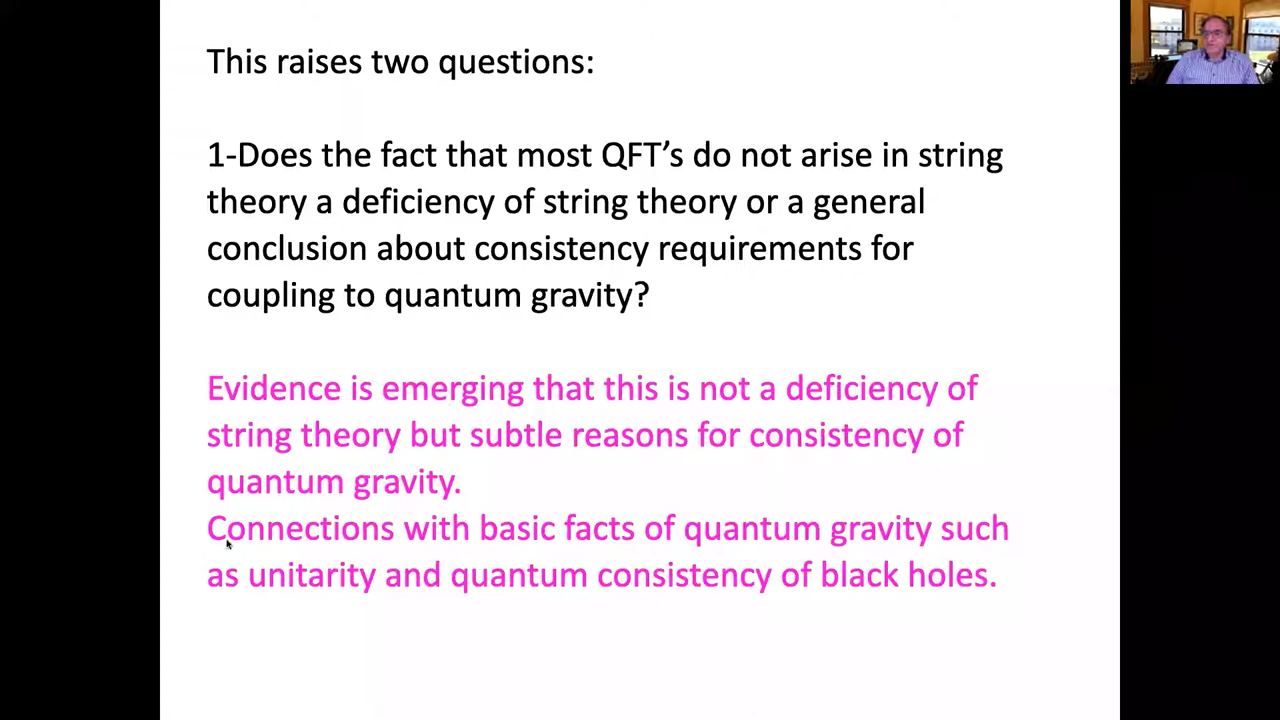 This raises two questions:
1-Does the fact that most QFT’s do not arise in string
theory a deficiency of string theory or a general
conclusion about consistency requirements for
coupling to quantum gravity?
Evidence is emerging that this is not a deficiency of
string theory but subtle reasons for consistency of
quantum gravity.
Connections with basic facts of quantum gravity such
as unitarity and quantum consistency of black holes.